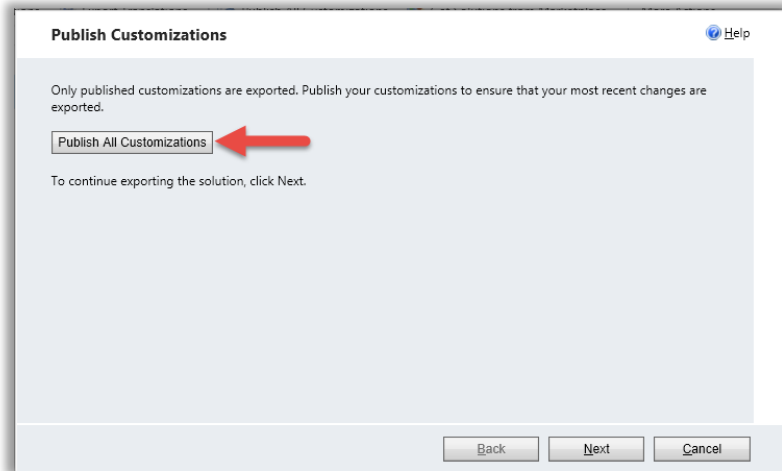 Publish Customizations
Help
Only published customizations are exported. Publish your customizations to ensure that your most recent changes are
exported.
Publish All Customizations
To continue exporting the solution, click Next.
Back
Next
Cancel